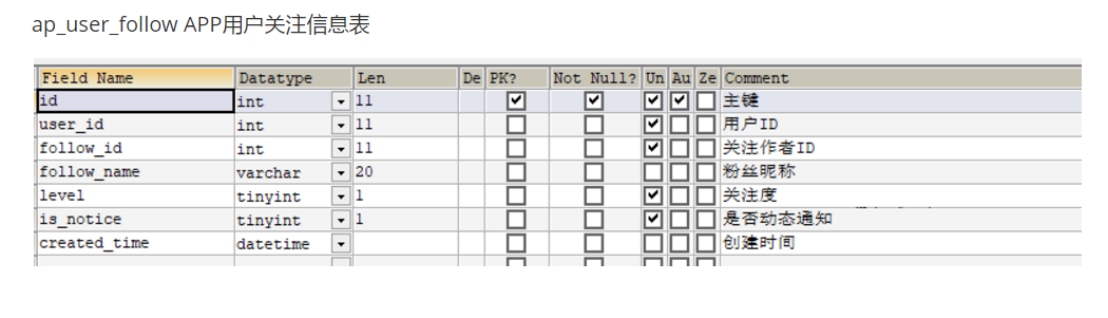 ap_user_follow APP用户关注信息表
Field Name Datatype Len De PK? Not Null? Un Au Ze Comment
id int 11 主键
user_id int 11 用户ID
follow_id int 11 关注作者ID
follow_name varchar 20 粉丝昵称
level tinyint 1 关注度
is_notice tinyint 1 是否动态通知
created_time datetime 创建时间